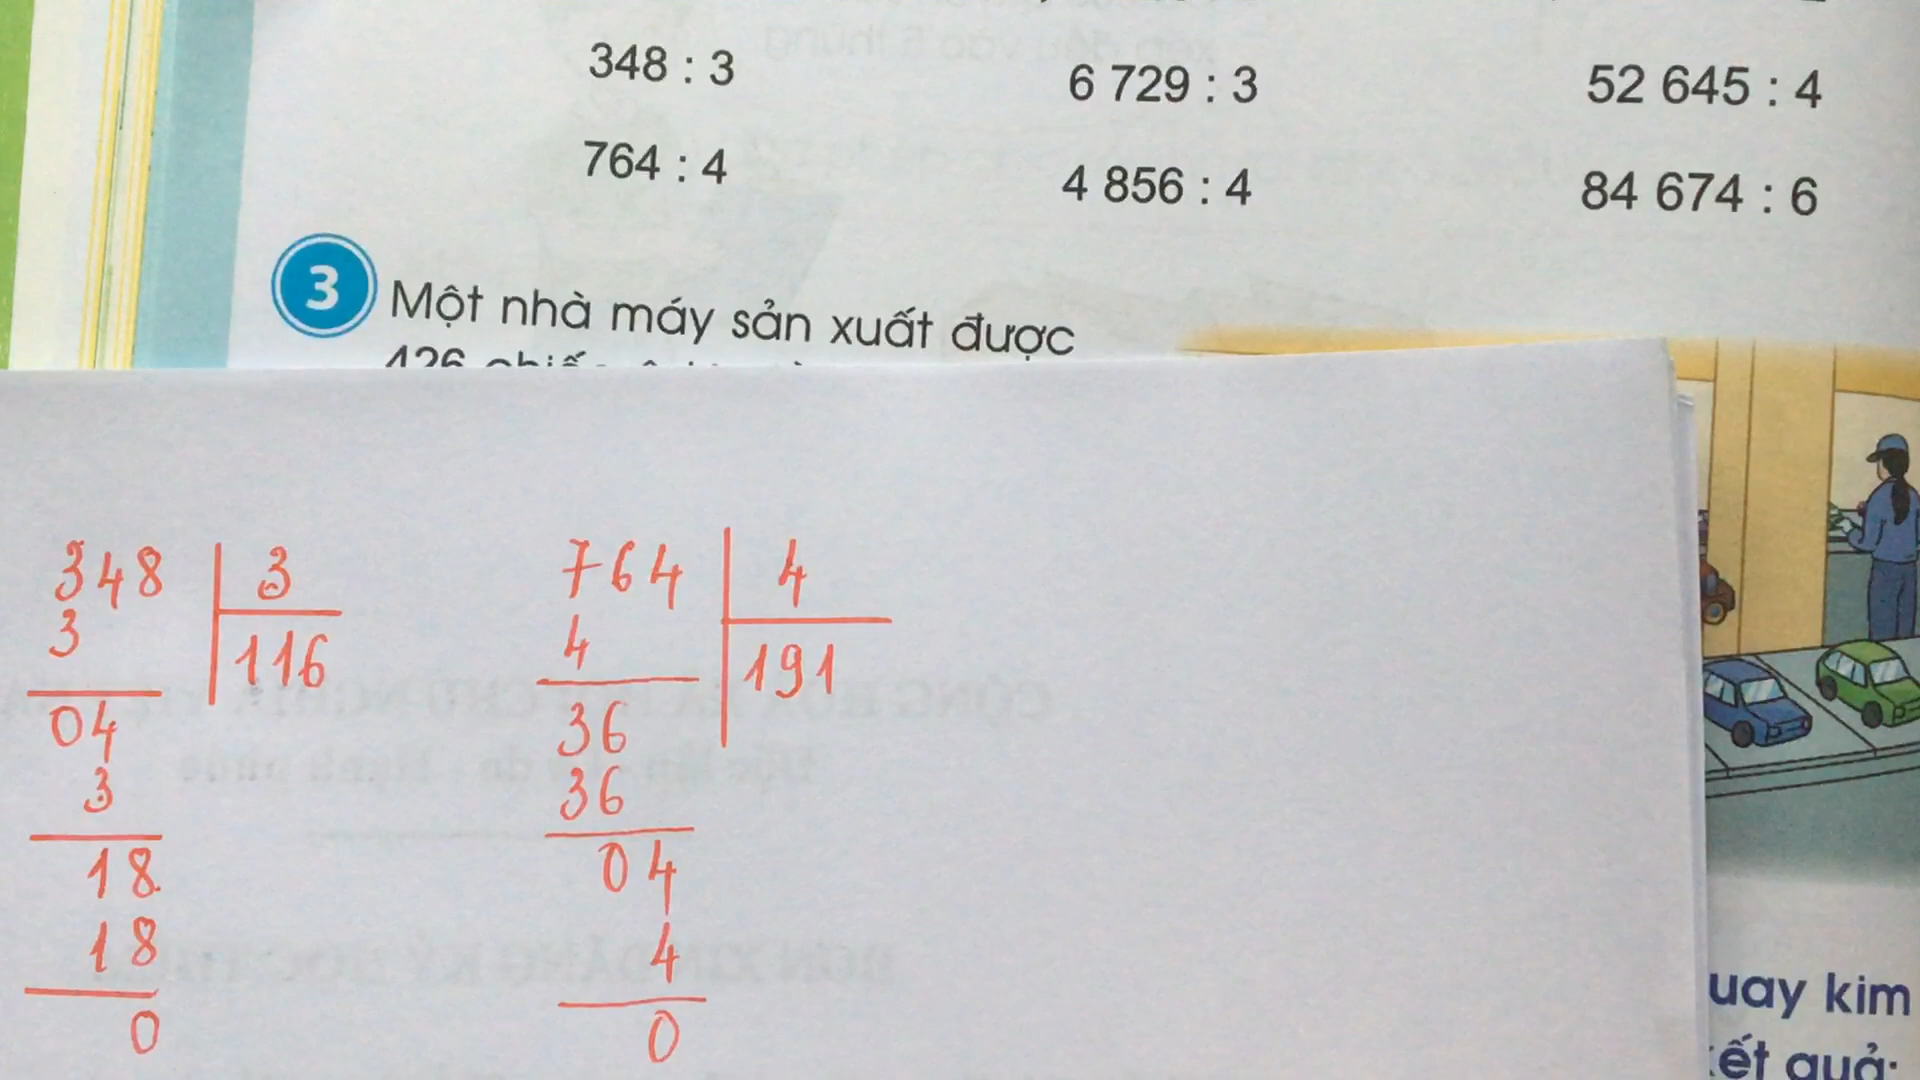 348 : 3 6 729 : 3 52 645 : 4
764 : 4 4 856 : 4 84 674 : 6
3 Một nhà máy sản xuất được
348 3
3 116
04
3
18
18
0
764 4
4 191
36
36
04
4
0
uay kim
kết quả: